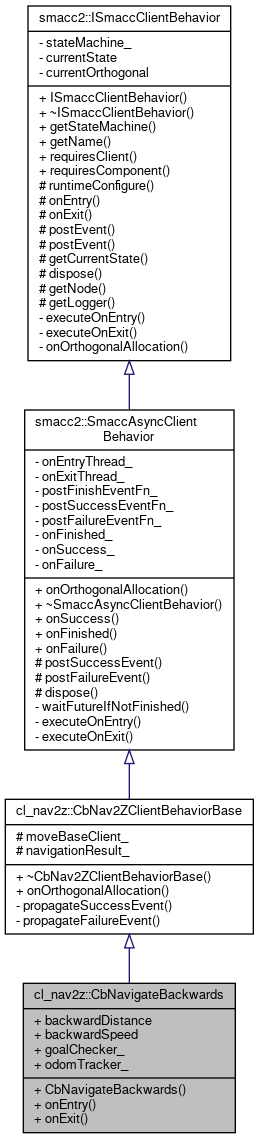 smacc2::ISmaccClientBehavior
- stateMachine_
- currentState
- currentOrthogonal
+ ISmaccClientBehavior()
+ ~ISmaccClientBehavior()
+ getStateMachine()
+ getName()
+ requiresClient()
+ requiresComponent()
# runtimeConfigure()
# onEntry()
# onExit()
# postEvent()
# postEvent()
# getCurrentState()
# dispose()
# getNode()
# getLogger()
- executeOnEntry()
- executeOnExit()
- onOrthogonalAllocation()
smacc2::SmaccAsyncClient
Behavior
- onEntryThread_
- onExitThread_
- postFinishEventFn_
- postSuccessEventFn_
- postFailureEventFn_
- onFinished_
- onSuccess_
- onFailure_
+ onOrthogonalAllocation()
+ ~SmaccAsyncClientBehavior()
+ onSuccess()
+ onFinished()
+ onFailure()
# postSuccessEvent()
# postFailureEvent()
# dispose()
- waitFutureIfNotFinished()
- executeOnEntry()
- executeOnExit()
cl_nav2z::CbNav2ZClientBehaviorBase
# moveBaseClient_
# navigationResult_
+ ~CbNav2ZClientBehaviorBase()
+ onOrthogonalAllocation()
- propagateSuccessEvent()
- propagateFailureEvent()
cl_nav2z::CbNavigateBackwards
+ backwardDistance
+ backwardSpeed
+ goalChecker_
+ odomTracker_
+ CbNavigateBackwards()
+ onEntry()
+ onExit()